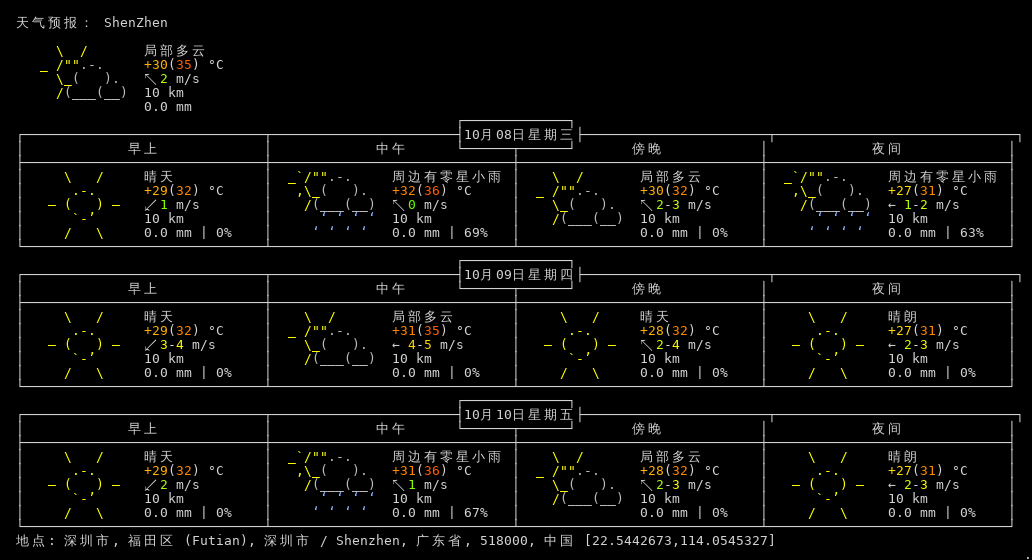 天气预报： ShenZhen
局部多云
+30(35) °C
↖2 m/s
10 km
0.0 mm
10月08日星期三
早上 中午 傍晚 夜间
晴天 周边有零星小雨 局部多云 周边有零星小雨
+29(32) °C +32(36) °C +30(32) °C +27(31) °C
↙1 m/s ↖0 m/s ↖2-3 m/s ← 1-2 m/s
10 km 10 km 10 km 10 km
0.0 mm | 0% 0.0 mm | 69% 0.0 mm | 0% 0.0 mm | 63%
10月09日星期四
早上 中午 傍晚 夜间
晴天 局部多云 晴天 晴朗
+29(32) °C +31(35) °C +28(32) °C +27(31) °C
↙3-4 m/s ← 4-5 m/s ↖2-4 m/s ← 2-3 m/s
10 km 10 km 10 km 10 km
0.0 mm | 0% 0.0 mm | 0% 0.0 mm | 0% 0.0 mm | 0%
10月10日星期五
早上 中午 傍晚 夜间
晴天 周边有零星小雨 局部多云 晴朗
+29(32) °C +31(36) °C +28(32) °C +27(31) °C
↙2 m/s ↖1 m/s ↖2-3 m/s ← 2-3 m/s
10 km 10 km 10 km 10 km
0.0 mm | 0% 0.0 mm | 67% 0.0 mm | 0% 0.0 mm | 0%
地点: 深圳市, 福田区 (Futian), 深圳市 / Shenzhen, 广东省, 518000, 中国 [22.5442673,114.0545327]